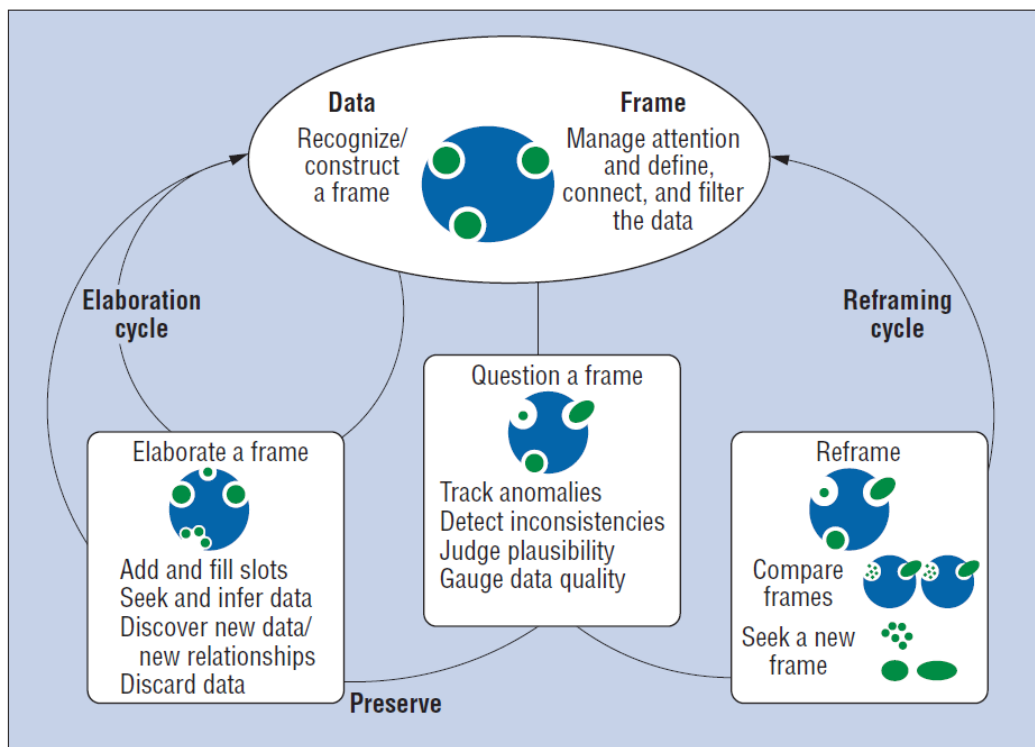 Data
Recognize/
construct
a frame
Frame
Manage attention
and define,
connect, and filter
the data
Elaboration
cycle
Reframing
cycle
Elaborate a frame
Add and fill slots
Seek and infer data
Discover new data/
new relationships
Discard data
Question a frame
Track anomalies
Detect inconsistencies
Judge plausibility
Gauge data quality
Reframe
Compare
frames
Seek a new
frame
Preserve